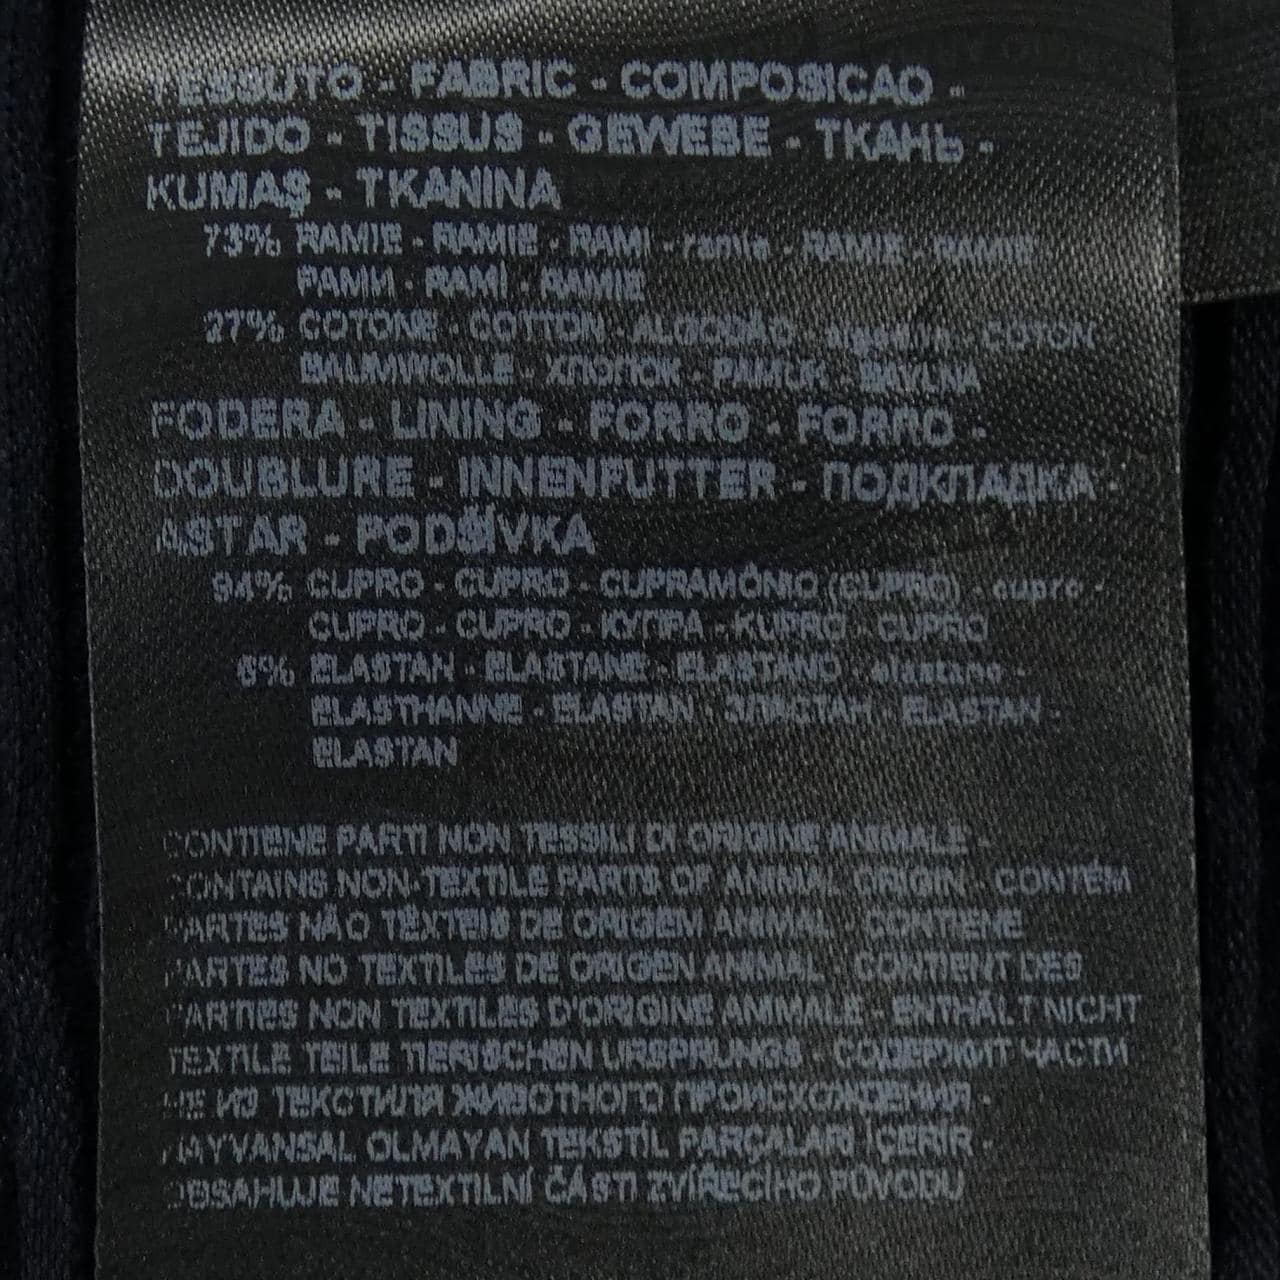 TESSUTO - FABRIC - COMPOSICAO -
TEJIDO - TISSUS - GEWEBE - ТКАНЬ -
KUMAŞ - TKANINA
73% RAMIE - RAMIE - RAMI - ramio - RAMIE - RAMIE
РАМИ - RAMİ - RAMIE
27% COTONE - COTTON - ALGODÃO - algodón - COTON
BAUMWOLLE - ХЛОПОК - PAMUK - BAVLNA
FODERA - LINING - FORRO - FORRO -
DOUBLURE - INNENFUTTER - ПОДКЛАДКА -
ASTAR - PODŠÍVKA
94% CUPRO - CUPRO - CUPRAMÓNIO (CUPRO) - cupro -
CUPRO - CUPRO - КУПРА - KUPRO - CUPRO
6% ELASTAN - ELASTANE - ELASTANO - elastano -
ELASTHANNE - ELASTAN ЭЛАСТАН ELASTAN -
ELASTAN
CONTIENE PARTI NON TESSILI DI ORIGINE ANIMALE -
CONTAINS NON-TEXTILE PARTS OF ANIMAL ORIGIN - CONTÉM
PARTES NÃO TÊXTEIS DE ORIGEM ANIMAL - CONTIENE
PARTES NO TEXTILES DE ORIGEN ANIMAL - CONTIENT DES
PARTIES NON TEXTILES D'ORIGINE ANIMALE - ENTHÄLT NICHT
TEXTILE TEILE TIERISCHEN URSPRUNGS - СОДЕРЖИТ ЧАСТИ
НЕ ИЗ ТЕКСТИЛЯ ЖИВОТНОГО ПРОИСХОЖДЕНИЯ -
HAYVANSAL OLMAYAN TEKSTİL PARÇALARI İÇERİR -
OBSAHUJE NETEXTILNÍ ČÁSTI ZVÍŘECÍHO PŮVODU